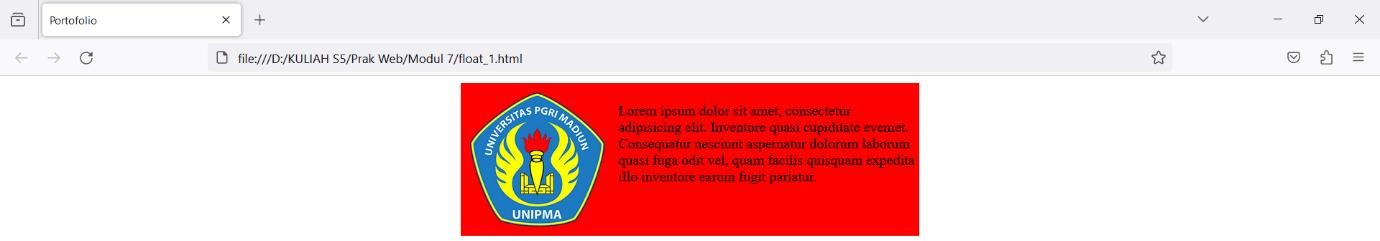 Portofolio
file:///D:/KULIAH S5/Prak Web/Modul 7/float_1.html
UNIVERSITAS PGRI MADIUN
UNIPMA
Lorem ipsum dolor sit amet, consectetur
adipisicing elit. Inventore quasi cupiditate eveniet.
Consequatur nesciunt aspernatur dolorum laborum
quasi fuga odit vel, quam facilis quisquam expedita
illo inventore earum fugit pariatur.